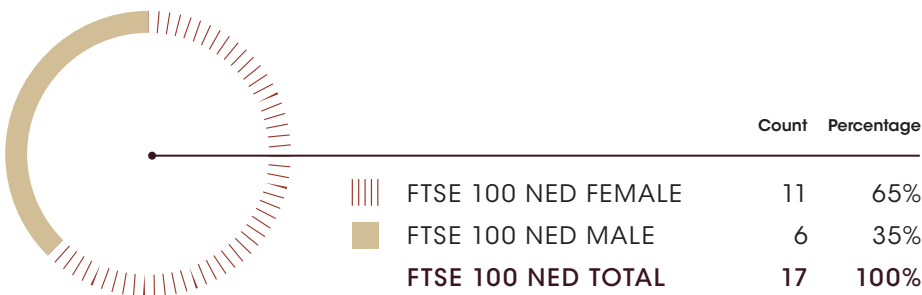 Count Percentage
FTSE 100 NED FEMALE 11 65%
FTSE 100 NED MALE 6 35%
FTSE 100 NED TOTAL 17 100%